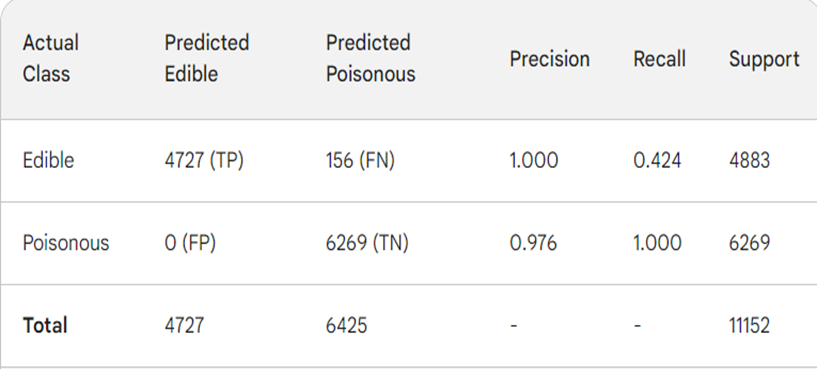 Actual Class Predicted Edible Predicted Poisonous Precision Recall Support
Edible 4727 (TP) 156 (FN) 1.000 0.424 4883
Poisonous 0 (FP) 6269 (TN) 0.976 1.000 6269
Total 4727 6425 - - 11152